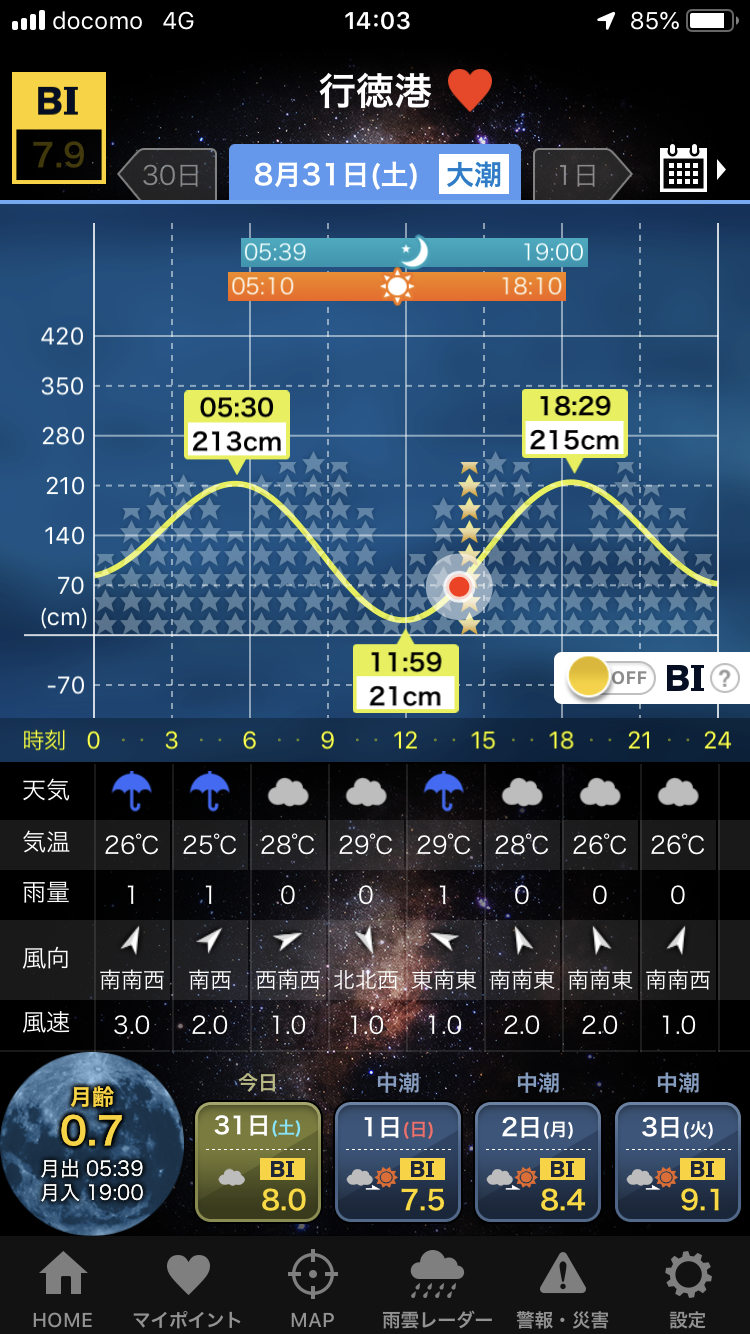 docomo 4G 14:03 85%
BI
7.9
行徳港
30日 8月31日(土) 大潮 1日
05:39 19:00
05:10 18:10
420
350
280
210
140
70
(cm)
-70
05:30
213cm
18:29
215cm
11:59
21cm
OFF BI ?
時刻 0 3 6 9 12 15 18 21 24
天気
気温 26℃ 25℃ 28℃ 29℃ 29℃ 28℃ 26℃ 26℃
雨量 1 1 0 0 1 0 0 0
風向 南南西 南西 西南西 北北西 東南東 南南東 南南東 南南西
風速 3.0 2.0 1.0 1.0 1.0 2.0 2.0 1.0
月齢
0.7
月出 05:39
月入 19:00
今日 中潮 中潮 中潮
31日(土) 1日(日) 2日(月) 3日(火)
BI BI BI BI
8.0 7.5 8.4 9.1
HOME マイポイント MAP 雨雲レーダー 警報・災害 設定